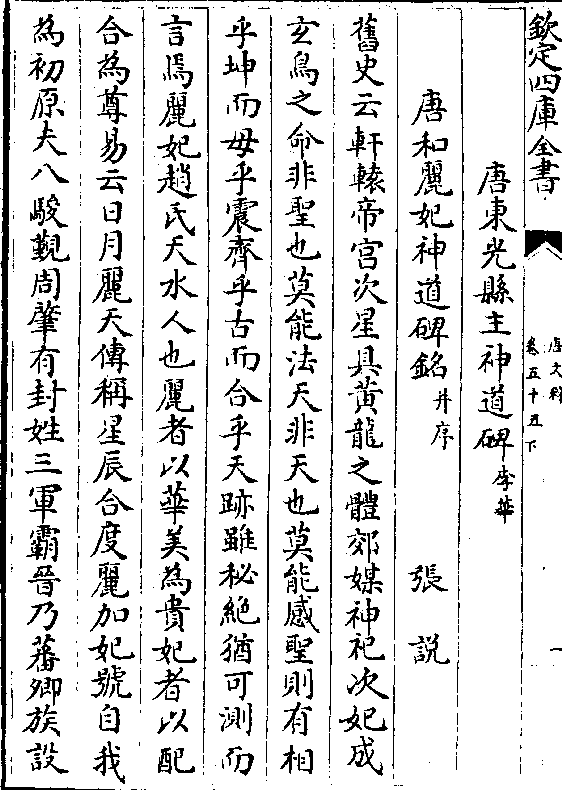 欽定四庫全書
唐文粹
卷五十五下
一
唐東光縣主神道碑李華
唐和麗妃神道碑銘并序 張説
舊史云軒轅帝宮次星具黃龍之體郊媒神祀次妃成
玄鳥之命非聖也莫能法天非天也莫能感聖則有相
乎坤而母乎震齊乎古而合乎天跡雖秘絶猶可測而
言焉麗妃趙氏天水人也麗者以華美為貴妃者以配
合為尊易云日月麗天傳稱星辰合度麗加妃號自我
為初原夫八駿覲周肇有封姓三軍霸晉乃蕃卿族設